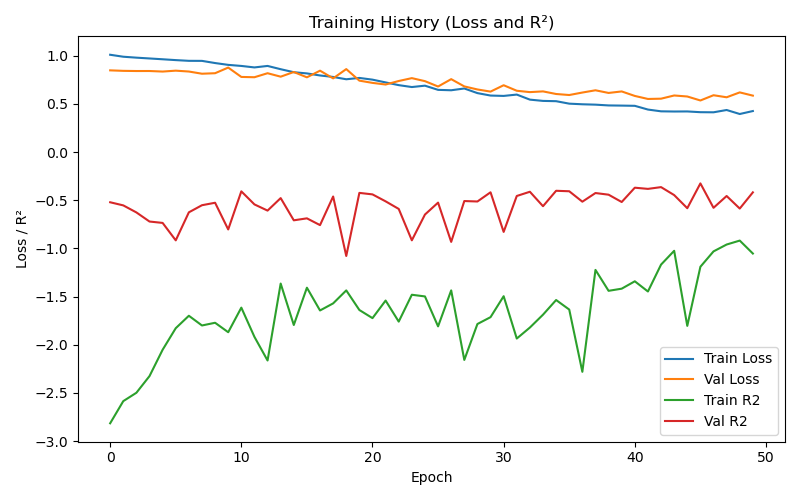 Training History (Loss and R²)
Loss / R²
1.0
0.5
0.0
−0.5
−1.0
−1.5
−2.0
−2.5
−3.0
0
10
20
30
40
50
Epoch
Train Loss
Val Loss
Train R2
Val R2